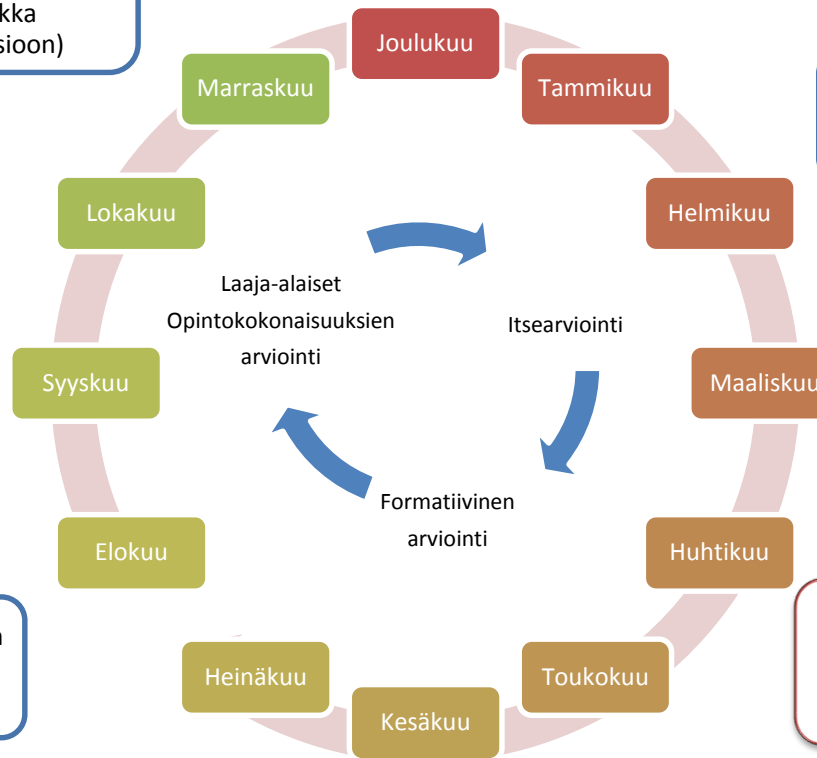 kka
sioon)
Joulukuu
Marraskuu
Tammikuu
Lokakuu
Helmikuu
Laaja-alaiset
Opintokokonaisuuksien
arviointi
Itsearviointi
Syyskuu
Maaliskuu
Formatiivinen
arviointi
Elokuu
Huhtikuu
Heinäkuu
Toukokuu
Kesäkuu